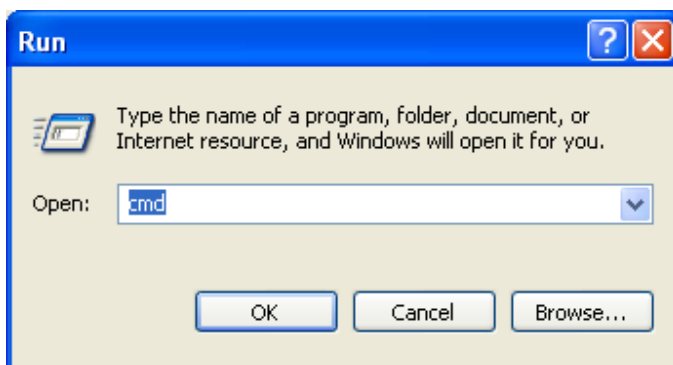 Run
Type the name of a program, folder, document, or
Internet resource, and Windows will open it for you.
Open: cmd
OK Cancel Browse...